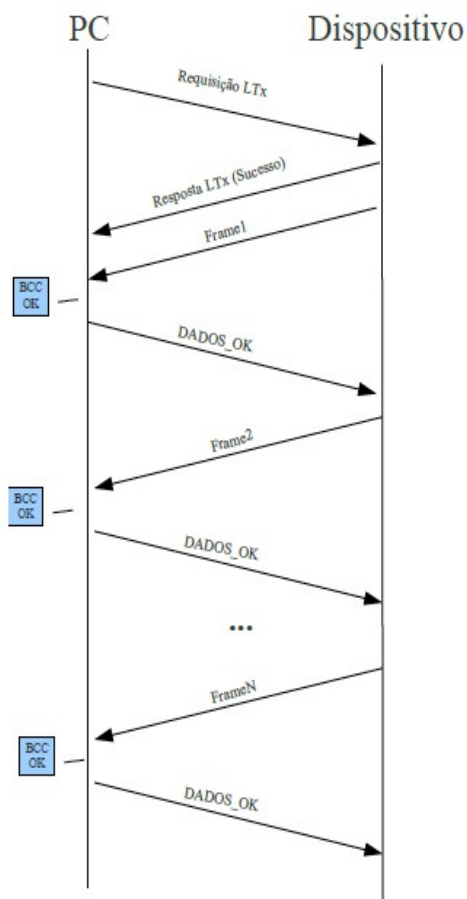 PC
Dispositivo
Requisição LTx
Resposta LTx (Sucesso)
Frame1
BCC
OK
DADOS_OK
Frame2
BCC
OK
DADOS_OK
...
FrameN
BCC
OK
DADOS_OK